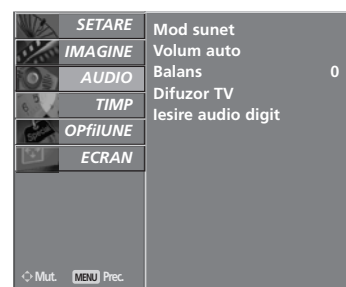 SETARE
IMAGINE
AUDIO
TIMP
OPfiIUNE
ECRAN
Mod sunet
Volum auto
Balans 0
Difuzor TV
Iesire audio digit
Mut. MENU Prec.